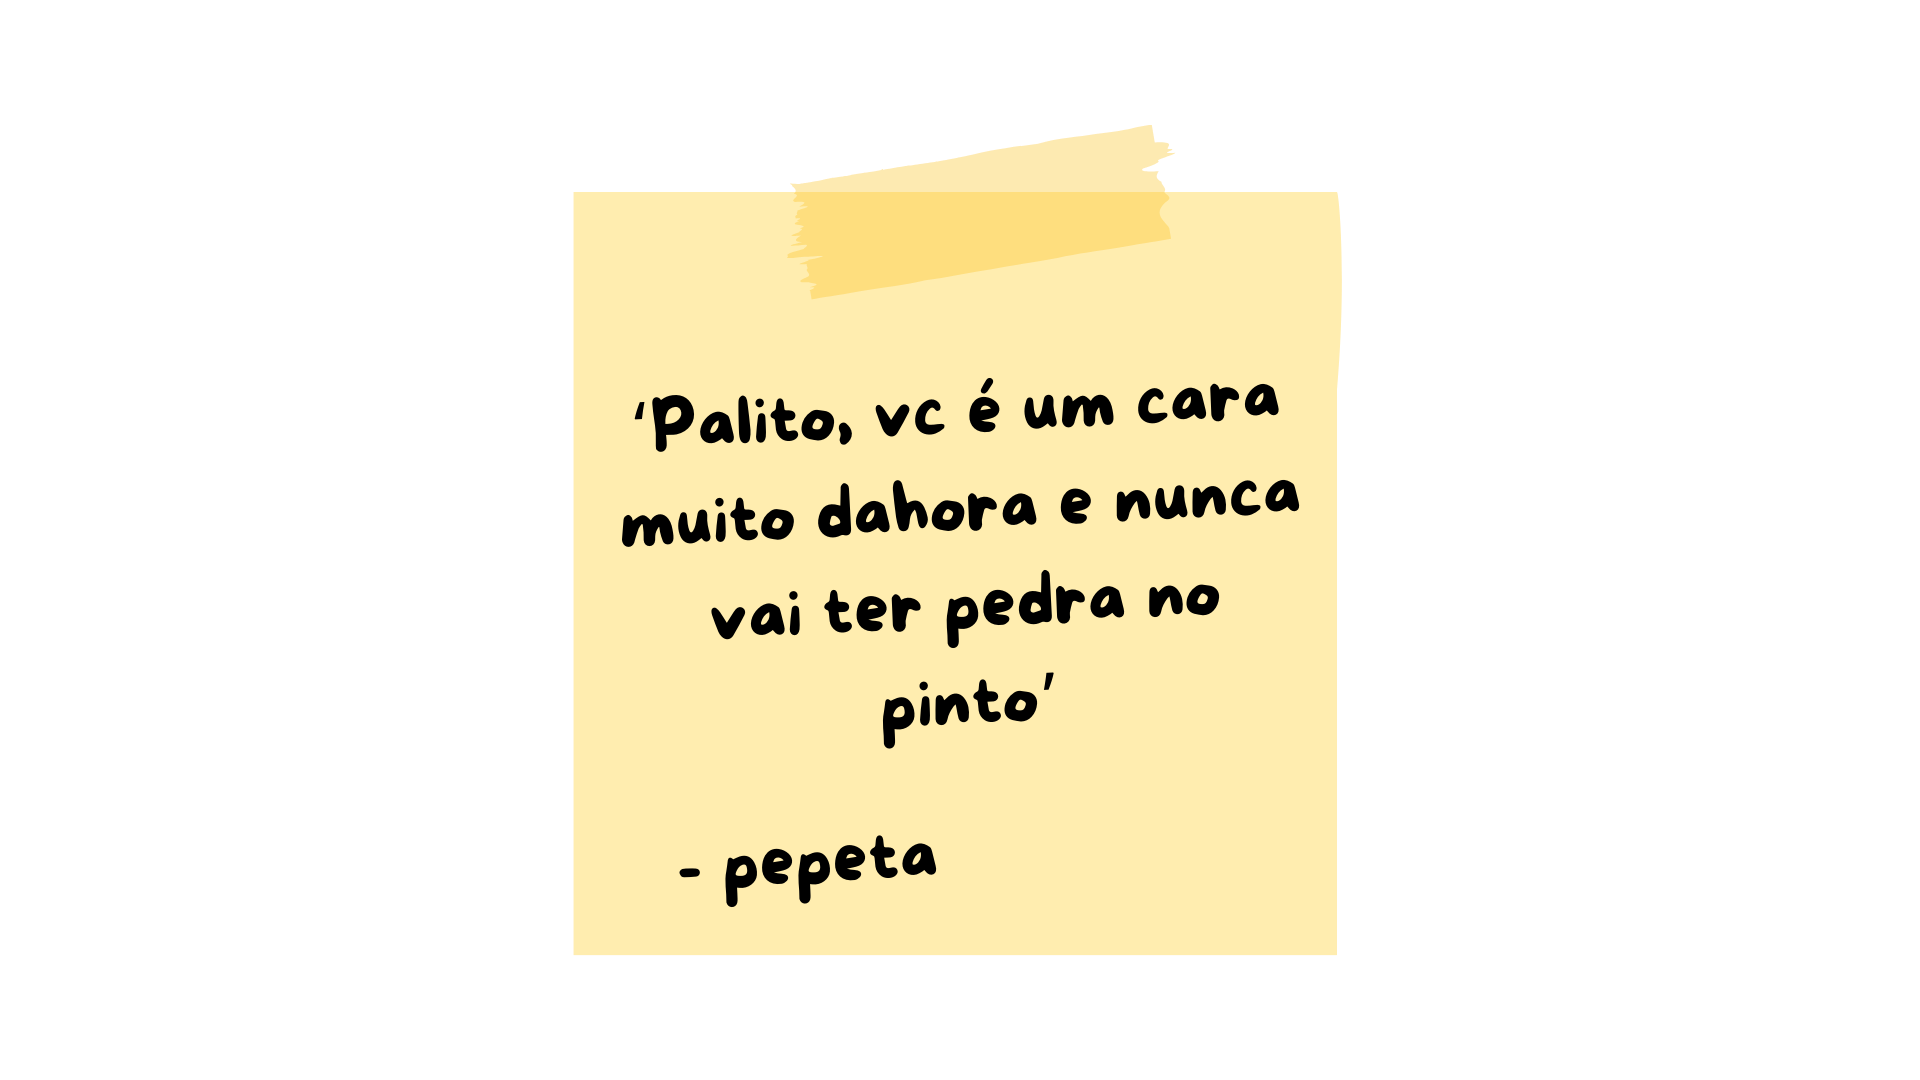 ‘Palito, vc é um cara
muito dahora e nunca
vai ter pedra no
pinto’
- pepeta